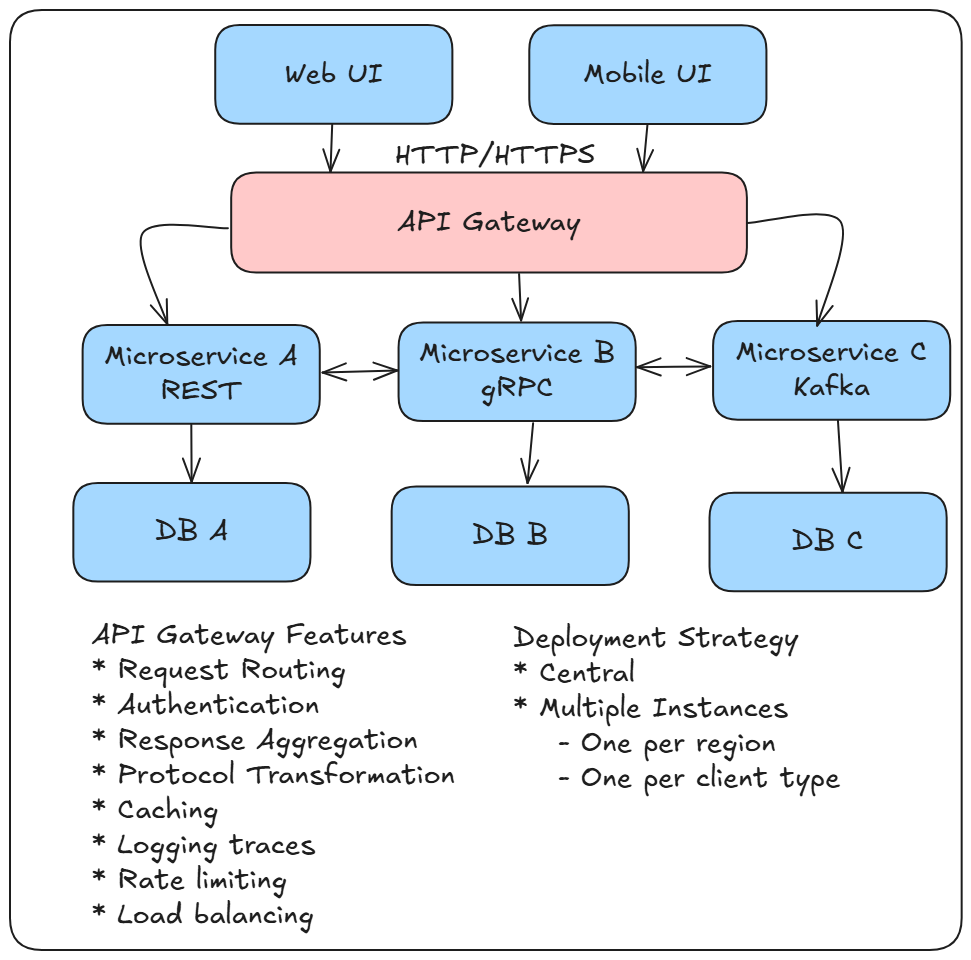 Web UI
Mobile UI
HTTP/HTTPS
API Gateway
Microservice A
REST
Microservice B
gRPC
Microservice C
Kafka
DB A
DB B
DB C
API Gateway Features
* Request Routing
* Authentication
* Response Aggregation
* Protocol Transformation
* Caching
* Logging traces
* Rate limiting
* Load balancing
Deployment Strategy
* Central
* Multiple Instances
- One per region
- One per client type